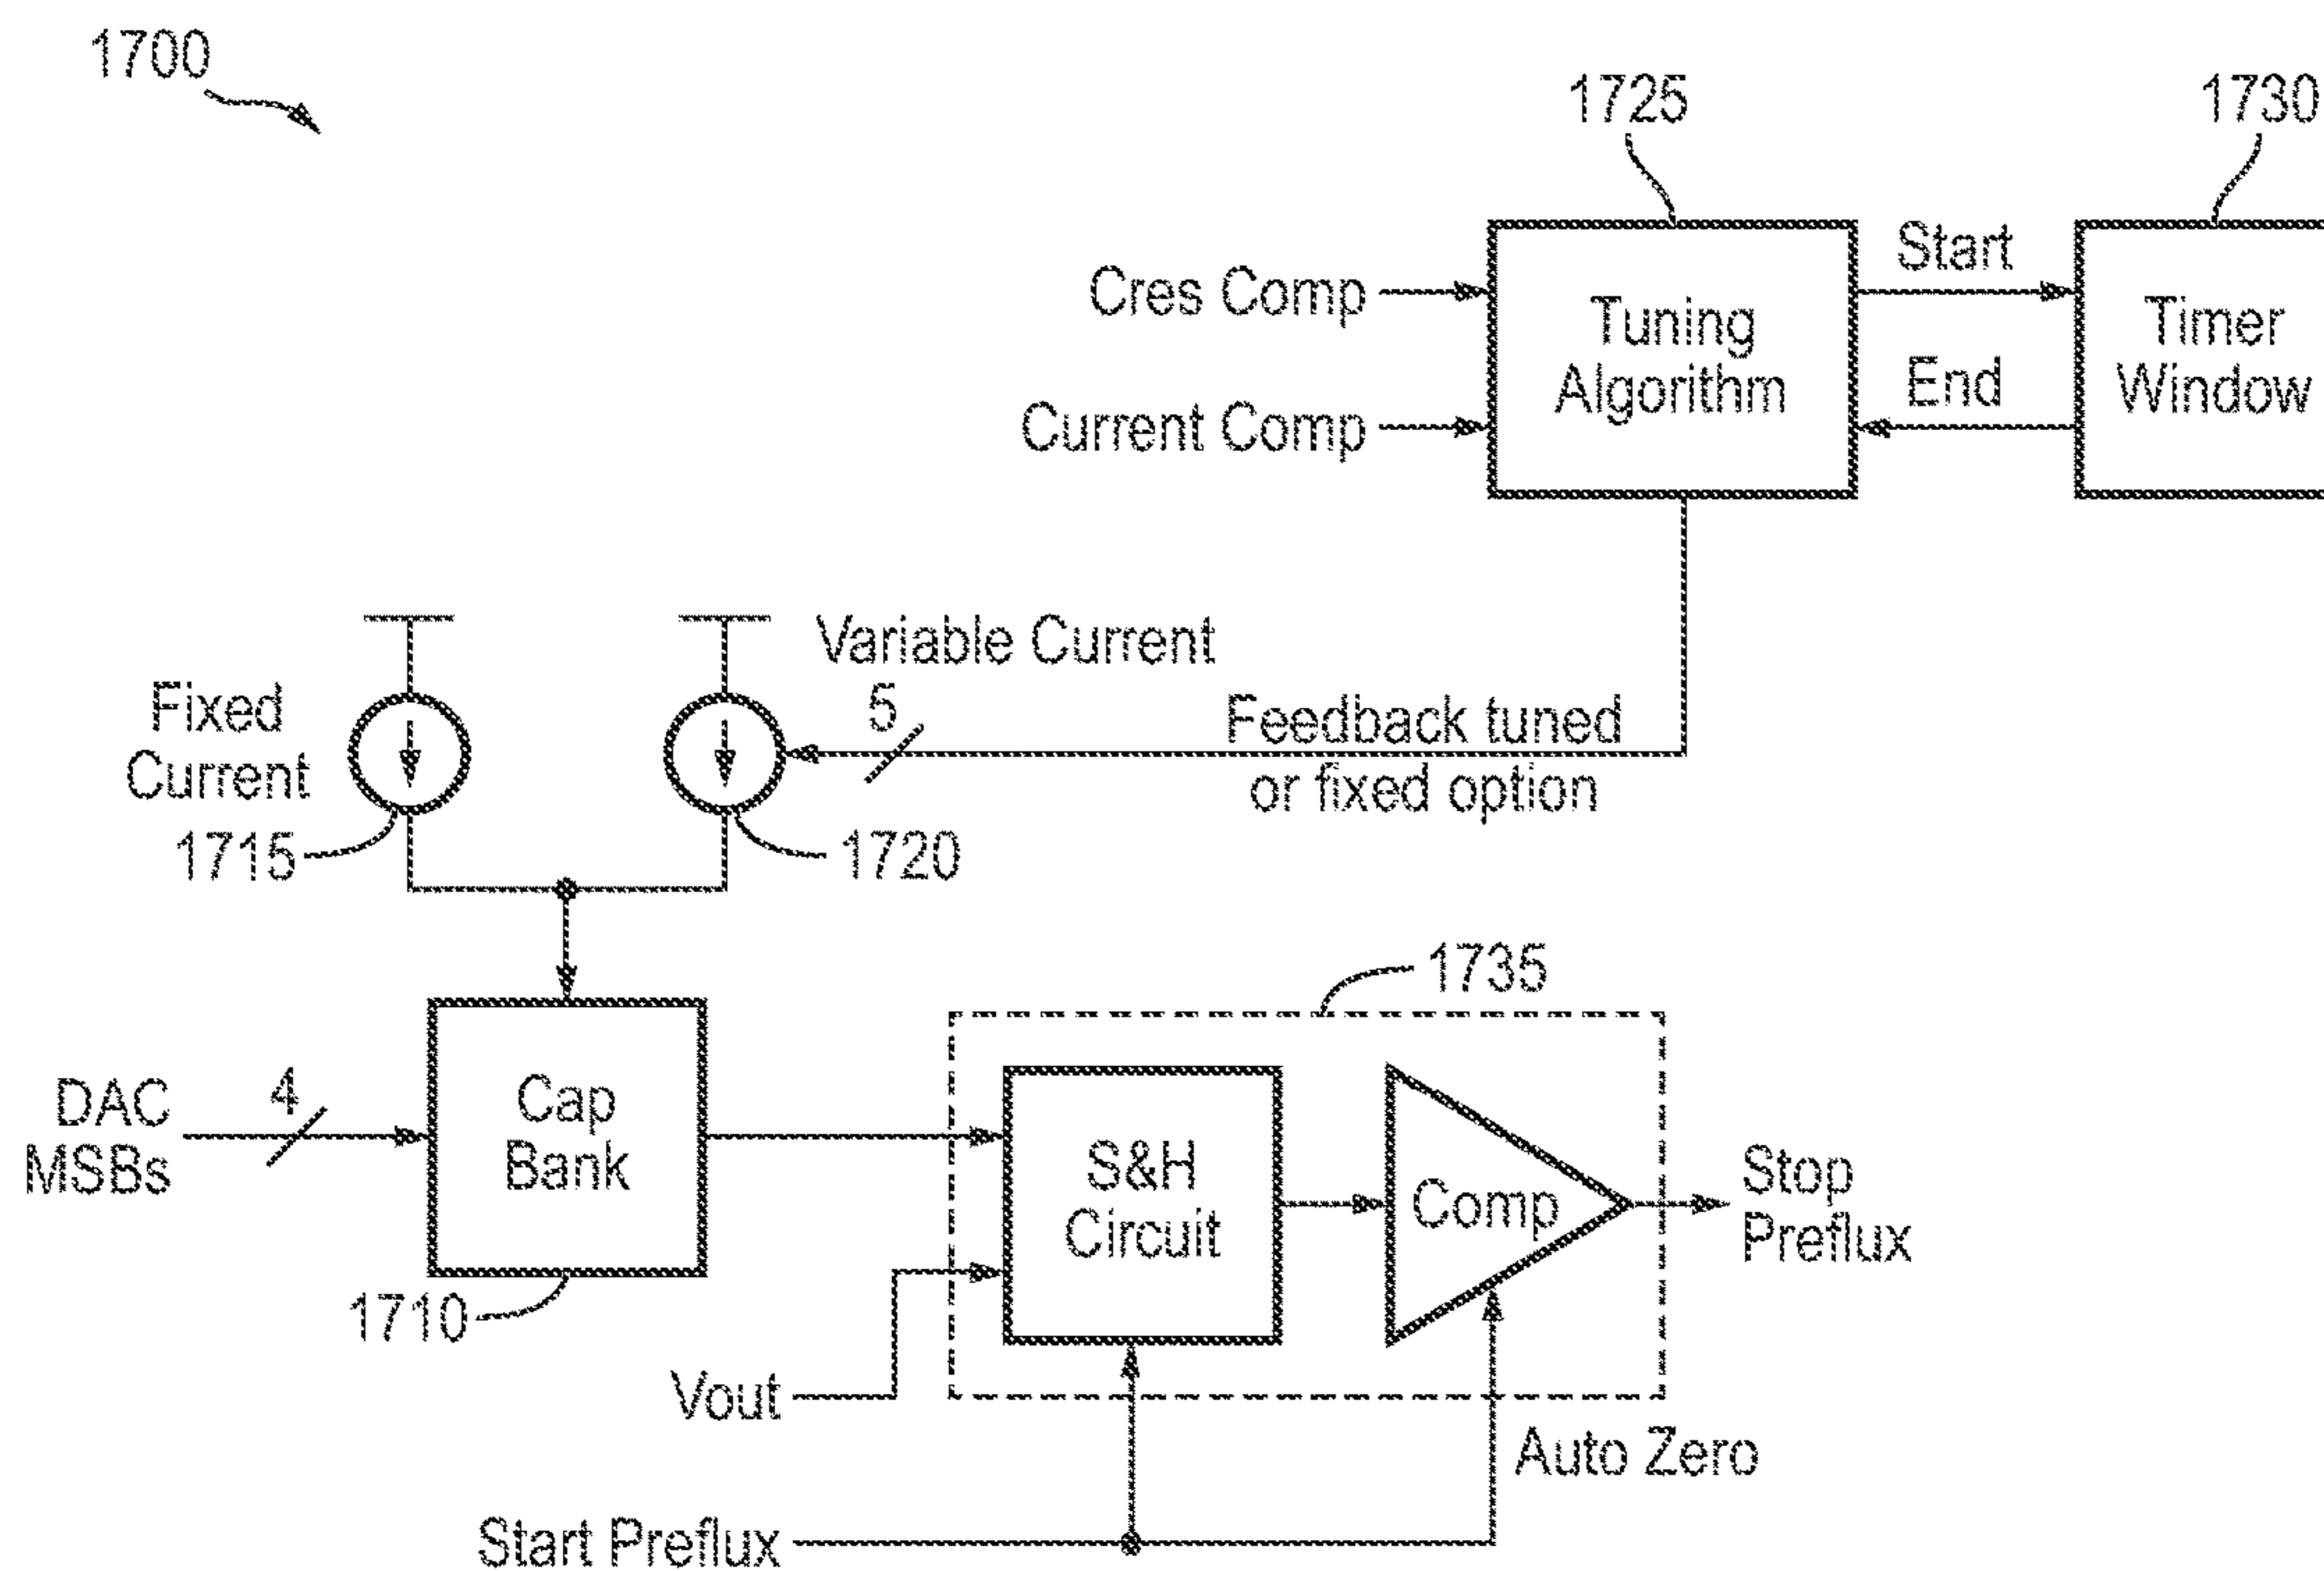 1700
1725
1730
Cres Comp
Current Comp
Tuning
Algorithm
Start
End
Timer
Window
Fixed
Current
1715
Variable Current
5
1720
Feedback tuned
or fixed option
DAC
MSBs
4
Cap
Bank
1710
1735
S&H
Circuit
Comp
Stop
Preflux
Vout
Auto Zero
Start Preflux